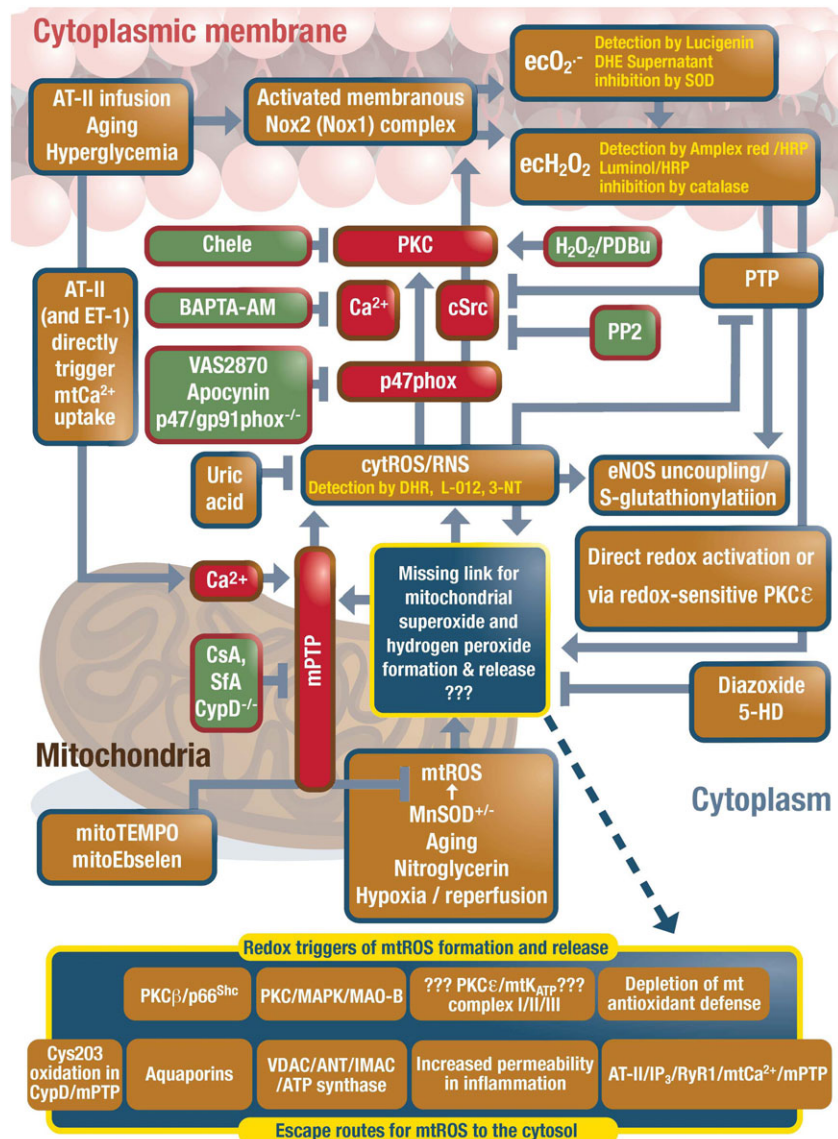 Cytoplasmic membrane
AT-II infusion
Aging
Hyperglycemia
Activated membranous
Nox2 (Nox1) complex
ecO₂·⁻
Detection by Lucigenin
DHE Supernatant
inhibition by SOD
ecH₂O₂
Detection by Amplex red /HRP
Luminol/HRP
inhibition by catalase
Chele
PKC
H₂O₂/PDBu
AT-II
(and ET-1)
directly
trigger
mtCa²⁺
uptake
BAPTA-AM
Ca²⁺
cSrc
PTP
PP2
VAS2870
Apocynin
p47/gp91phox⁻/⁻
p47phox
Uric
acid
cytROS/RNS
Detection by DHR, L-012, 3-NT
eNOS uncoupling/
S-glutathionylatiion
Ca²⁺
mPTP
Missing link for
mitochondrial
superoxide and
hydrogen peroxide
formation & release
???
Direct redox activation or
via redox-sensitive PKCε
CsA,
SfA
CypD⁻/⁻
Diazoxide
5-HD
Mitochondria
mtROS
MnSOD⁺/⁻
Aging
Nitroglycerin
Hypoxia / reperfusion
Cytoplasm
mitoTEMPO
mitoEbselen
Redox triggers of mtROS formation and release
PKCβ/p66ˢʰᶜ
PKC/MAPK/MAO-B
??? PKCε/mtK_ATP???
complex I/II/III
Depletion of mt
antioxidant defense
Cys203
oxidation in
CypD/mPTP
Aquaporins
VDAC/ANT/IMAC
/ATP synthase
Increased permeability
in inflammation
AT-II/IP₃/RyR1/mtCa²⁺/mPTP
Escape routes for mtROS to the cytosol